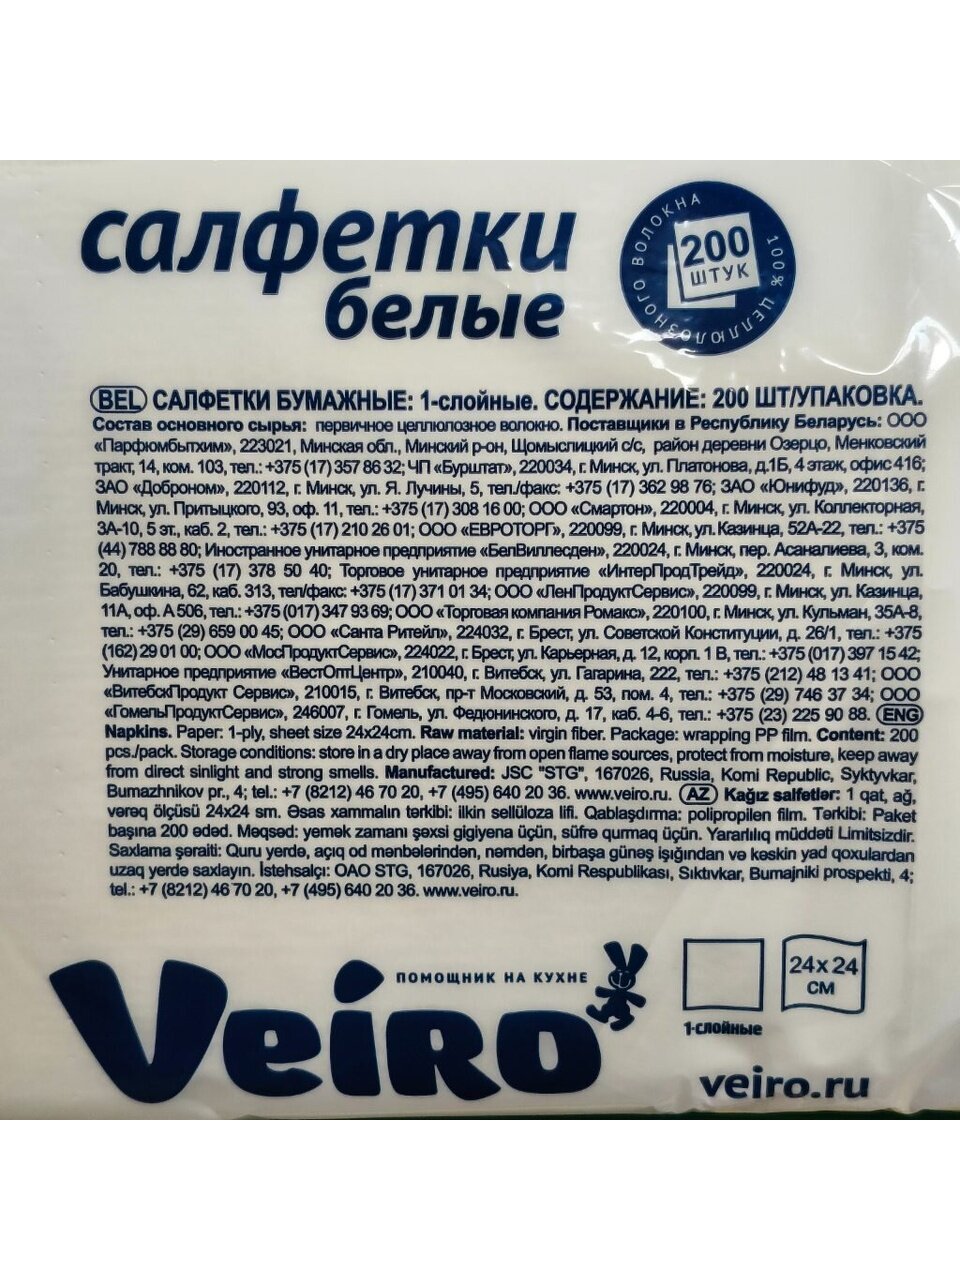 салфетки
белые
100% ЦЕЛЛЮЛОЗНОГО ВОЛОКНА
200
ШТУК
BEL САЛФЕТКИ БУМАЖНЫЕ: 1-слойные. СОДЕРЖАНИЕ: 200 ШТ/УПАКОВКА.
Состав основного сырья: первичное целлюлозное волокно. Поставщики в Республику Беларусь: ООО
«Парфюмбытхим», 223021, Минская обл., Минский р-он, Щомыслицкий с/с, район деревни Озерцо, Менковский
тракт, 14, ком. 103, тел.: +375 (17) 357 86 32; ЧП «Бурштат», 220034, г. Минск, ул. Платонова, д.1Б, 4 этаж, офис 416;
ЗАО «Доброном», 220112, г. Минск, ул. Я. Лучины, 5, тел./факс: +375 (17) 362 98 76; ЗАО «Юнифуд», 220136, г.
Минск, ул. Притыцкого, 93, оф. 11, тел.: +375 (17) 308 16 00; ООО «Смартон», 220004, г. Минск, ул. Коллекторная,
3А-10, 5 эт., каб. 2, тел.: +375 (17) 210 26 01; ООО «ЕВРОТОРГ», 220099, г. Минск, ул. Казинца, 52А-22, тел.: +375
(44) 788 88 80; Иностранное унитарное предприятие «БелВиллесден», 220024, г. Минск, пер. Асаналиева, 3, ком.
20, тел.: +375 (17) 378 50 40; Торговое унитарное предприятие «ИнтерПродТрейд», 220024, г. Минск, ул.
Бабушкина, 62, каб. 313, тел/факс: +375 (17) 371 01 34; ООО «ЛенПродуктСервис», 220099, г. Минск, ул. Казинца,
11А, оф. А 506, тел.: +375 (017) 347 93 69; ООО «Торговая компания Ромакс», 220100, г. Минск, ул. Кульман, 35А-8,
тел.: +375 (29) 659 00 45; ООО «Санта Ритейл», 224032, г. Брест, ул. Советской Конституции, д. 26/1, тел.: +375
(162) 29 01 00; ООО «МосПродуктСервис», 224022, г. Брест, ул. Карьерная, д. 12, корп. 1 В, тел.: +375 (017) 397 15 42;
Унитарное предприятие «ВестОптЦентр», 210040, г. Витебск, ул. Гагарина, 222, тел.: +375 (212) 48 13 41; ООО
«ВитебскПродукт Сервис», 210015, г. Витебск, пр-т Московский, д. 53, пом. 4, тел.: +375 (29) 746 37 34; ООО
«ГомельПродуктСервис», 246007, г. Гомель, ул. Федюнинского, д. 17, каб. 4-6, тел.: +375 (23) 225 90 88. ENG
Napkins. Paper: 1-ply, sheet size 24x24cm. Raw material: virgin fiber. Package: wrapping PP film. Content: 200
pcs./pack. Storage conditions: store in a dry place away from open flame sources, protect from moisture, keep away
from direct sinlight and strong smells. Manufactured: JSC "STG", 167026, Russia, Komi Republic, Syktyvkar,
Bumazhnikov pr., 4; tel.: +7 (8212) 46 70 20, +7 (495) 640 20 36. www.veiro.ru. AZ Kağız salfetlər: 1 qat, ağ,
vərəq ölçüsü 24x24 sm. Əsas xammalın tərkibi: ilkin sellüloza lifi. Qablaşdırma: polipropilen film. Tərkibi: Paket
başına 200 ədəd. Məqsəd: yemək zamanı şəxsi gigiyena üçün, süfrə qurmaq üçün. Yararlılıq müddəti Limitsizdir.
Saxlama şəraiti: Quru yerdə, açıq od mənbələrindən, nəmdən, birbaşa günəş işığından və kəskin yad qoxulardan
uzaq yerdə saxlayın. İstehsalçı: OAO STG, 167026, Rusiya, Komi Respublikası, Sıktıvkar, Bumajniki prospekti, 4;
tel.: +7 (8212) 46 70 20, +7 (495) 640 20 36. www.veiro.ru.
ПОМОЩНИК НА КУХНЕ
Veiro
1-слойные
24 x 24
СМ
veiro.ru